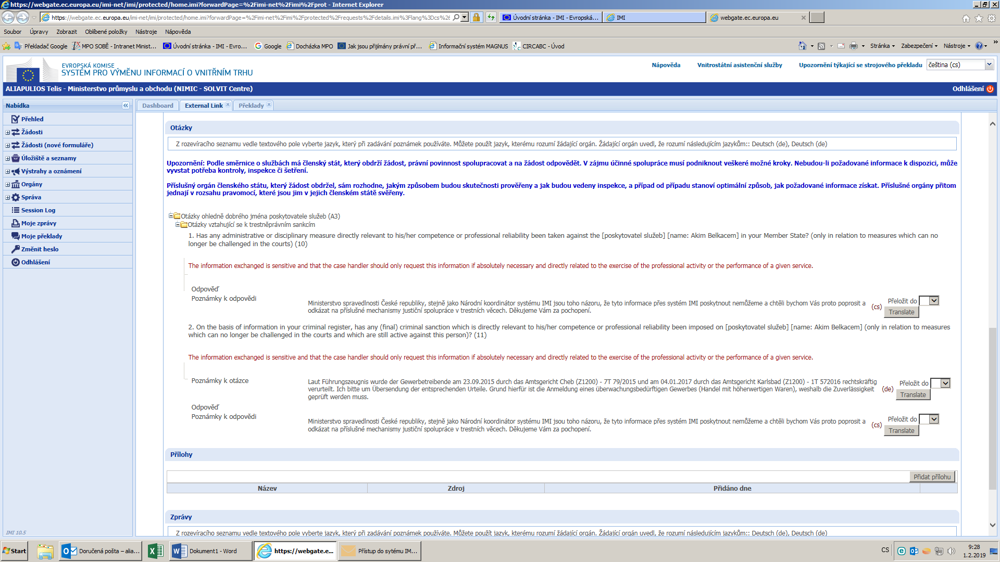 https://webgate.ec.europa.eu/imi-net/imi/protected/home.imi?forwardPage=%2Fimi-net%2Fimi%2Fprot - Internet Explorer
https://webgate.ec.europa.eu/imi-net/imi/protected/home.imi?forwardPage=%2Fimi-net%2Fimi%2Fprotected%2Frequests%2Fdetails.imi%3Flang%3Dcs%26
Úvodní stránka - IMI - Evropská...
IMI
webgate.ec.europa.eu
Soubor Úpravy Zobrazit Oblíbené položky Nástroje Nápověda
Překladač Google MPO SOBĚ - Intranet Minist... Úvodní stránka - IMI - Evro... Google Docházka MPO Jak jsou přijímány právní př... Informační systém MAGNUS CIRCABC - Úvod
Stránka Zabezpečení Nástroje
EVROPSKÁ KOMISE
SYSTÉM PRO VÝMĚNU INFORMACÍ O VNITŘNÍM TRHU
Nápověda Vnitrostátní asistenční služby Upozornění týkající se strojového překladu čeština (cs)
ALIAPULIOS Telis - Ministerstvo průmyslu a obchodu (NIMIC - SOLVIT Centre)
Odhlášení
Nabídka
Přehled
Žádosti
Žádosti (nové formuláře)
Úložiště a seznamy
Výstrahy a oznámení
Orgány
Správa
Session Log
Moje zprávy
Moje překlady
Změnit heslo
Odhlášení
IMI 10.5
Dashboard External Link Překlady
Otázky
Z rozevíracího seznamu vedle textového pole vyberte jazyk, který při zadávání poznámek používáte. Můžete použít jazyk, kterému rozumí žádající orgán. Žádající orgán uvedl, že rozumí následujícím jazykům:: Deutsch (de), Deutsch (de)
Upozornění: Podle směrnice o službách má členský stát, který obdrží žádost, právní povinnost spolupracovat a na žádost odpovědět. V zájmu účinné spolupráce musí podniknout veškeré možné kroky. Nebudou-li požadované informace k dispozici, může
vyvstat potřeba kontroly, inspekce či šetření.
Příslušný orgán členského státu, který žádost obdržel, sám rozhodne, jakým způsobem budou skutečnosti prověřeny a jak budou vedeny inspekce, a případ od případu stanoví optimální způsob, jak požadované informace získat. Příslušné orgány přitom
jednají v rozsahu pravomocí, které jsou jim v jejich členském státě svěřeny.
Otázky ohledně dobrého jména poskytovatele služeb (A3)
Otázky vztahující se k trestněprávním sankcím
1. Has any administrative or disciplinary measure directly relevant to his/her competence or professional reliability been taken against the [poskytovatel služeb] [name: Akim Belkacem] in your Member State? (only in relation to measures which can no
longer be challenged in the courts) (10)
The information exchanged is sensitive and that the case handler should only request this information if absolutely necessary and directly related to the exercise of the professional activity or the performance of a given service.
Odpověď
Poznámky k odpovědi
Ministerstvo spravedlnosti České republiky, stejně jako Národní koordinátor systému IMI jsou toho názoru, že tyto informace přes systém IMI poskytnout nemůžeme a chtěli bychom Vás proto poprosit a
odkázat na příslušné mechanismy justiční spolupráce v trestních věcech. Děkujeme Vám za pochopení.
(cs) Přeložit do
Translate
2. On the basis of information in your criminal register, has any (final) criminal sanction which is directly relevant to his/her competence or professional reliability been imposed on [poskytovatel služeb] [name: Akim Belkacem] (only in relation to measures
which can no longer be challenged in the courts and which are still active against this person)? (11)
The information exchanged is sensitive and that the case handler should only request this information if absolutely necessary and directly related to the exercise of the professional activity or the performance of a given service.
Poznámky k otázce
Laut Führungszeugnis wurde der Gewerbetreibende am 23.09.2015 durch das Amtsgericht Cheb (Z1200) - 7T 79/2015 und am 04.01.2017 durch das Amtsgericht Karlsbad (Z1200) - 1T 572016 rechtskräftig
verurteilt. Ich bitte um Übersendung der entsprechenden Urteile. Grund hierfür ist die Anmeldung eines überwachungsbedürftigen Gewerbes (Handel mit höherwertigen Waren), weshalb die Zuverlässigkeit
geprüft werden muss.
(de) Přeložit do
Translate
Odpověď
Poznámky k odpovědi
Ministerstvo spravedlnosti České republiky, stejně jako Národní koordinátor systému IMI jsou toho názoru, že tyto informace přes systém IMI poskytnout nemůžeme a chtěli bychom Vás proto poprosit a
odkázat na příslušné mechanismy justiční spolupráce v trestních věcech. Děkujeme Vám za pochopení.
(cs) Přeložit do
Translate
Přílohy
Přidat přílohu
Název Zdroj Přidáno dne
Zprávy
Z rozevíracího seznamu vedle textového pole vyberte jazyk, který při zadávání poznámek používáte. Můžete použít jazyk, kterému rozumí žádající orgán. Žádající orgán uvedl, že rozumí následujícím jazykům:: Deutsch (de), Deutsch (de)
Start
Doručená pošta – alia...
Dokument1 - Word
https://webgate.e...
Přístup do sytému IM...
CS
9:28
1.2.2019